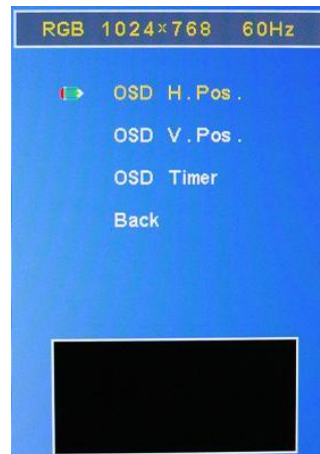 RGB 1024×768 60Hz
OSD H.Pos.
OSD V.Pos.
OSD Timer
Back